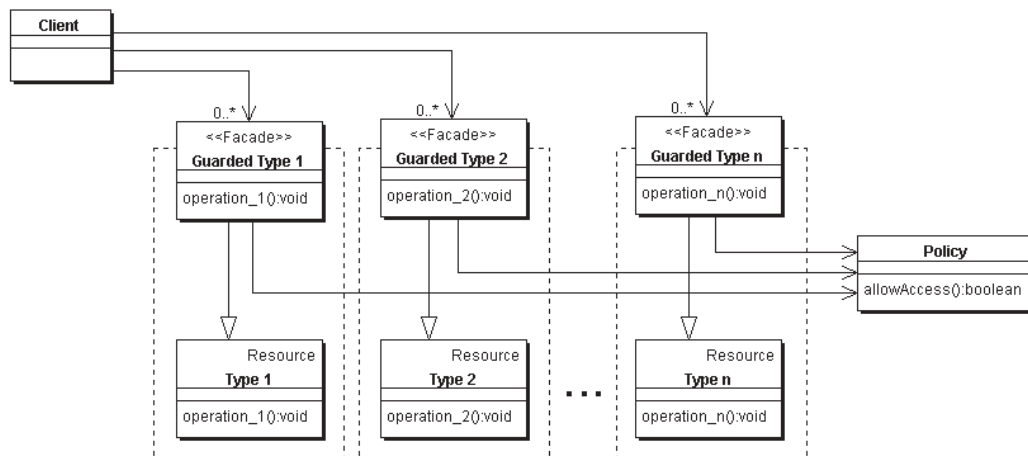 Client
0..*
0..*
0..*
<<Facade>>
Guarded Type 1
operation_1():void
<<Facade>>
Guarded Type 2
operation_2():void
<<Facade>>
Guarded Type n
operation_n():void
Policy
allowAccess():boolean
Resource
Type 1
operation_1():void
Resource
Type 2
operation_2():void
...
Resource
Type n
operation_n():void